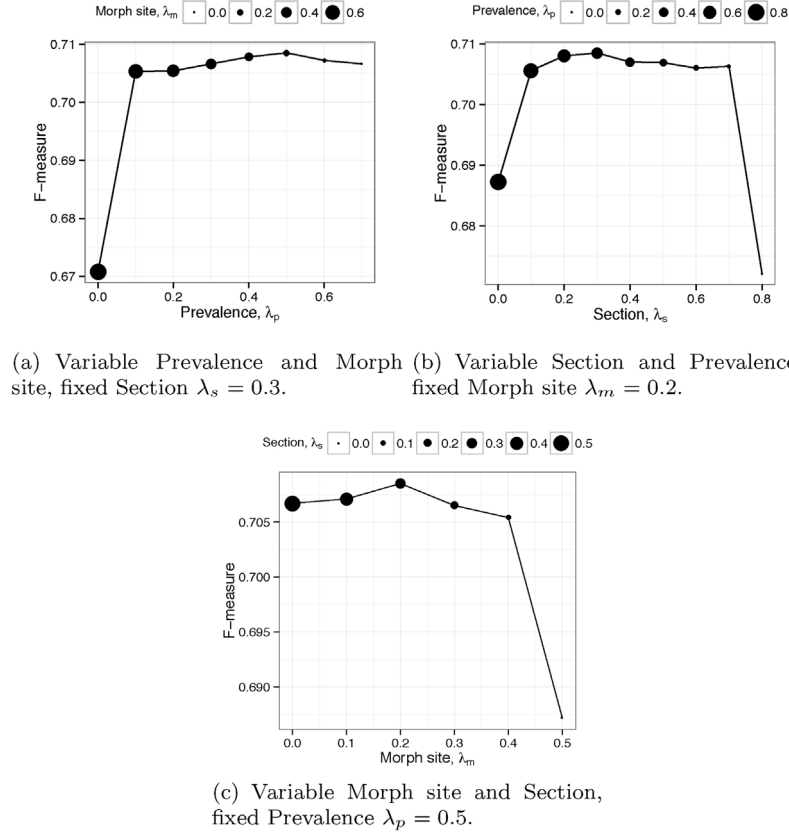 Morph site, λm 0.0 0.2 0.4 0.6
0.71
0.70
0.69
0.68
0.67
F−measure
0.0 0.2 0.4 0.6
Prevalence, λp
(a) Variable Prevalence and Morph
site, fixed Section λs = 0.3.
Prevalence, λp 0.0 0.2 0.4 0.6 0.8
0.71
0.70
0.69
0.68
F−measure
0.0 0.2 0.4 0.6 0.8
Section, λs
(b) Variable Section and Prevalence
fixed Morph site λm = 0.2.
Section, λs 0.0 0.1 0.2 0.3 0.4 0.5
0.705
0.700
0.695
0.690
F−measure
0.0 0.1 0.2 0.3 0.4 0.5
Morph site, λm
(c) Variable Morph site and Section,
fixed Prevalence λp = 0.5.